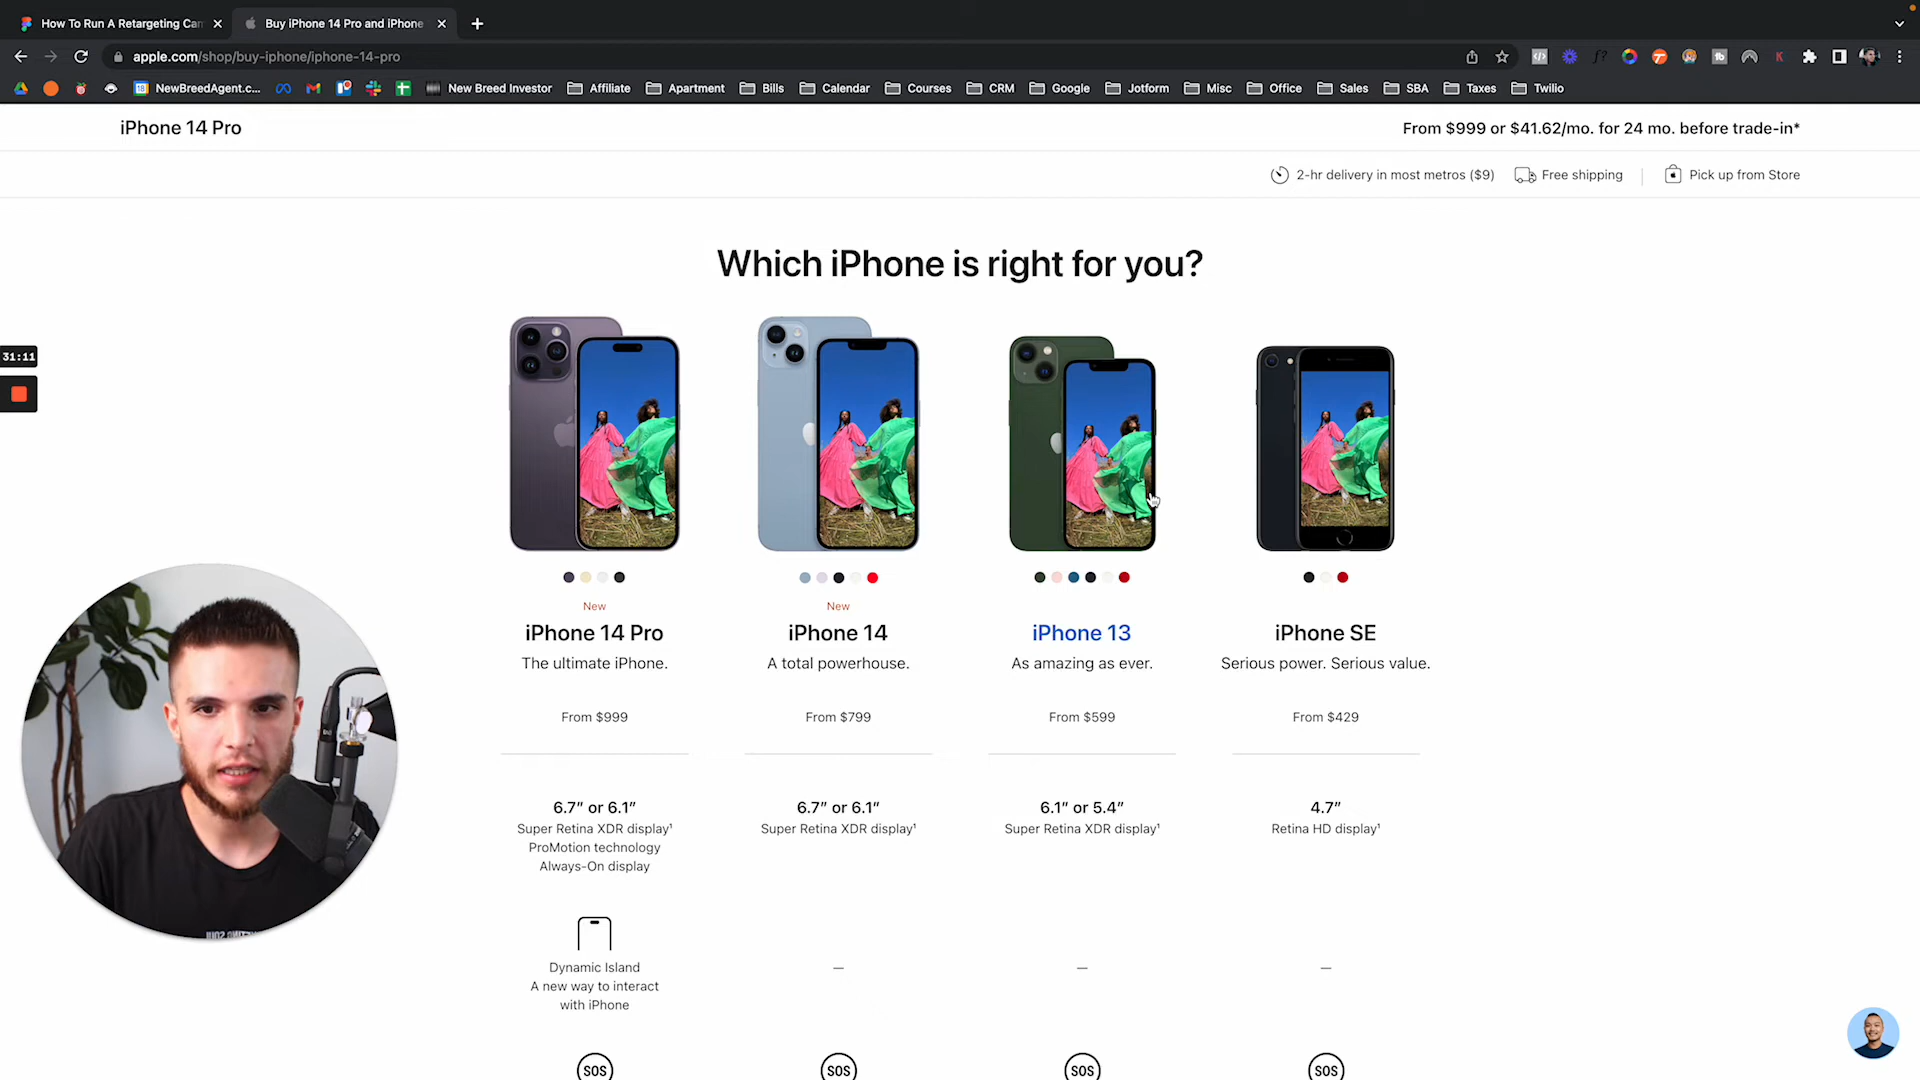 How To Run A Retargeting Car
Buy iPhone 14 Pro and iPhone
apple.com/shop/buy-iphone/iphone-14-pro
NewBreedAgent.c...
New Breed Investor
Affiliate
Apartment
Bills
Calendar
Courses
CRM
Google
Jotform
Misc
Office
Sales
SBA
Taxes
Twilio
iPhone 14 Pro
From $999 or $41.62/mo. for 24 mo. before trade-in*
2-hr delivery in most metros ($9)
Free shipping
Pick up from Store
Which iPhone is right for you?
31:11
New
iPhone 14 Pro
The ultimate iPhone.
From $999
6.7” or 6.1”
Super Retina XDR display¹
ProMotion technology
Always-On display
Dynamic Island
A new way to interact
with iPhone
SOS
New
iPhone 14
A total powerhouse.
From $799
6.7” or 6.1”
Super Retina XDR display¹
–
SOS
iPhone 13
As amazing as ever.
From $599
6.1” or 5.4”
Super Retina XDR display¹
–
SOS
iPhone SE
Serious power. Serious value.
From $429
4.7”
Retina HD display¹
–
SOS